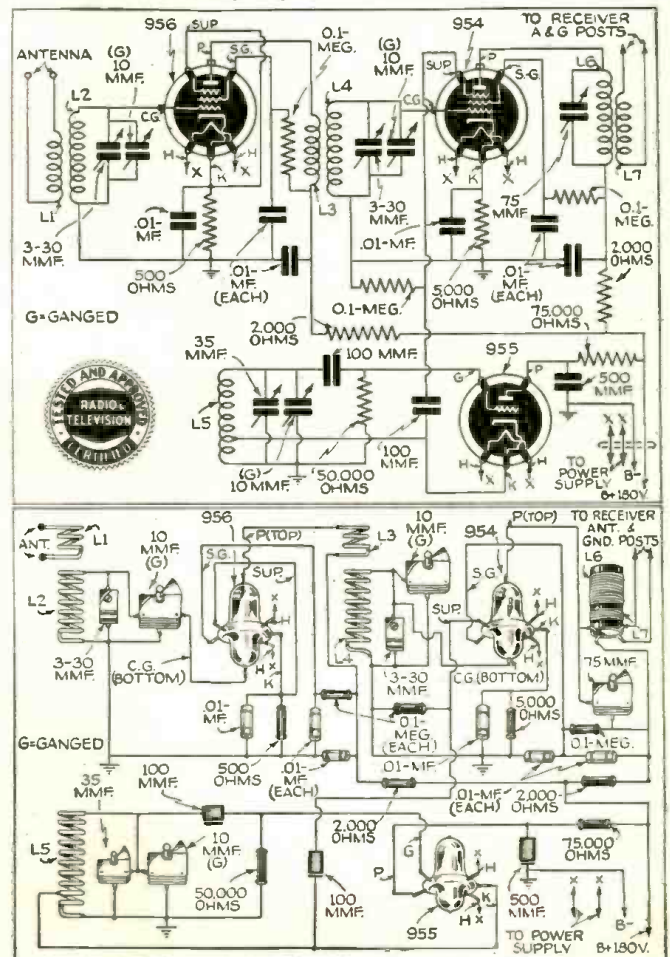 956
SUP
P
S.G.
ANTENNA
(G)
10
MMF.
L2
C.G.
0.1-
MEG.
L4
(G)
10
MMF.
954
SUP
P
S.G.
C.G.
TO RECEIVER
A & G POSTS
L6
L7
H
K
H
X
X
L1
3-30
MMF.
.01-
MF.
500
OHMS
.01-
MF.
(EACH)
L3
3-30
MMF.
.01-MF.
H
K
H
X
X
5,000
OHMS
75
MMF.
.01-
MF.
(EACH)
0.1-
MEG.
2,000
OHMS
G=GANGED
2,000
OHMS
0.1-MEG.
75,000
OHMS
TESTED AND APPROVED
RADIO &
TELEVISION
CERTIFIED
35
MMF.
100 MMF.
955
G
P
L5
(G)
10 MMF.
50,000
OHMS
100
MMF.
H
K
H
X
X
500
MMF.
X
X
TO
POWER
SUPPLY
B-
B+180V.
ANT.
L1
10
MMF.
(G)
956
P(TOP)
S.G.
SUP.
L3
10
MMF.
(G)
954
P(TOP)
S.G.
SUP.
TO RECEIVER
ANT. &
GND. POSTS
L6
L7
L2
3-30
MMF.
C.G.
(BOTTOM)
X
H
H
X
K
L4
3-30
MMF.
C.G.(BOTTOM)
X
H
H
X
K
75 MMF.
G=GANGED
.01-
MF.
500
OHMS
.01-MF.
(EACH)
0.1-
MEG.
(EACH)
.01-MF.
5,000
OHMS
0.1-MEG.
.01-MF.
(EACH)
2,000-
OHMS
35
MMF.
100
MMF.
10
MMF.
(G)
2,000
OHMS
75,000
OHMS
L5
50,000
OHMS
100
MMF.
G
P
955
X
H
K
H
X
500
MMF.
X
X
TO POWER
SUPPLY
B-
B+180V.